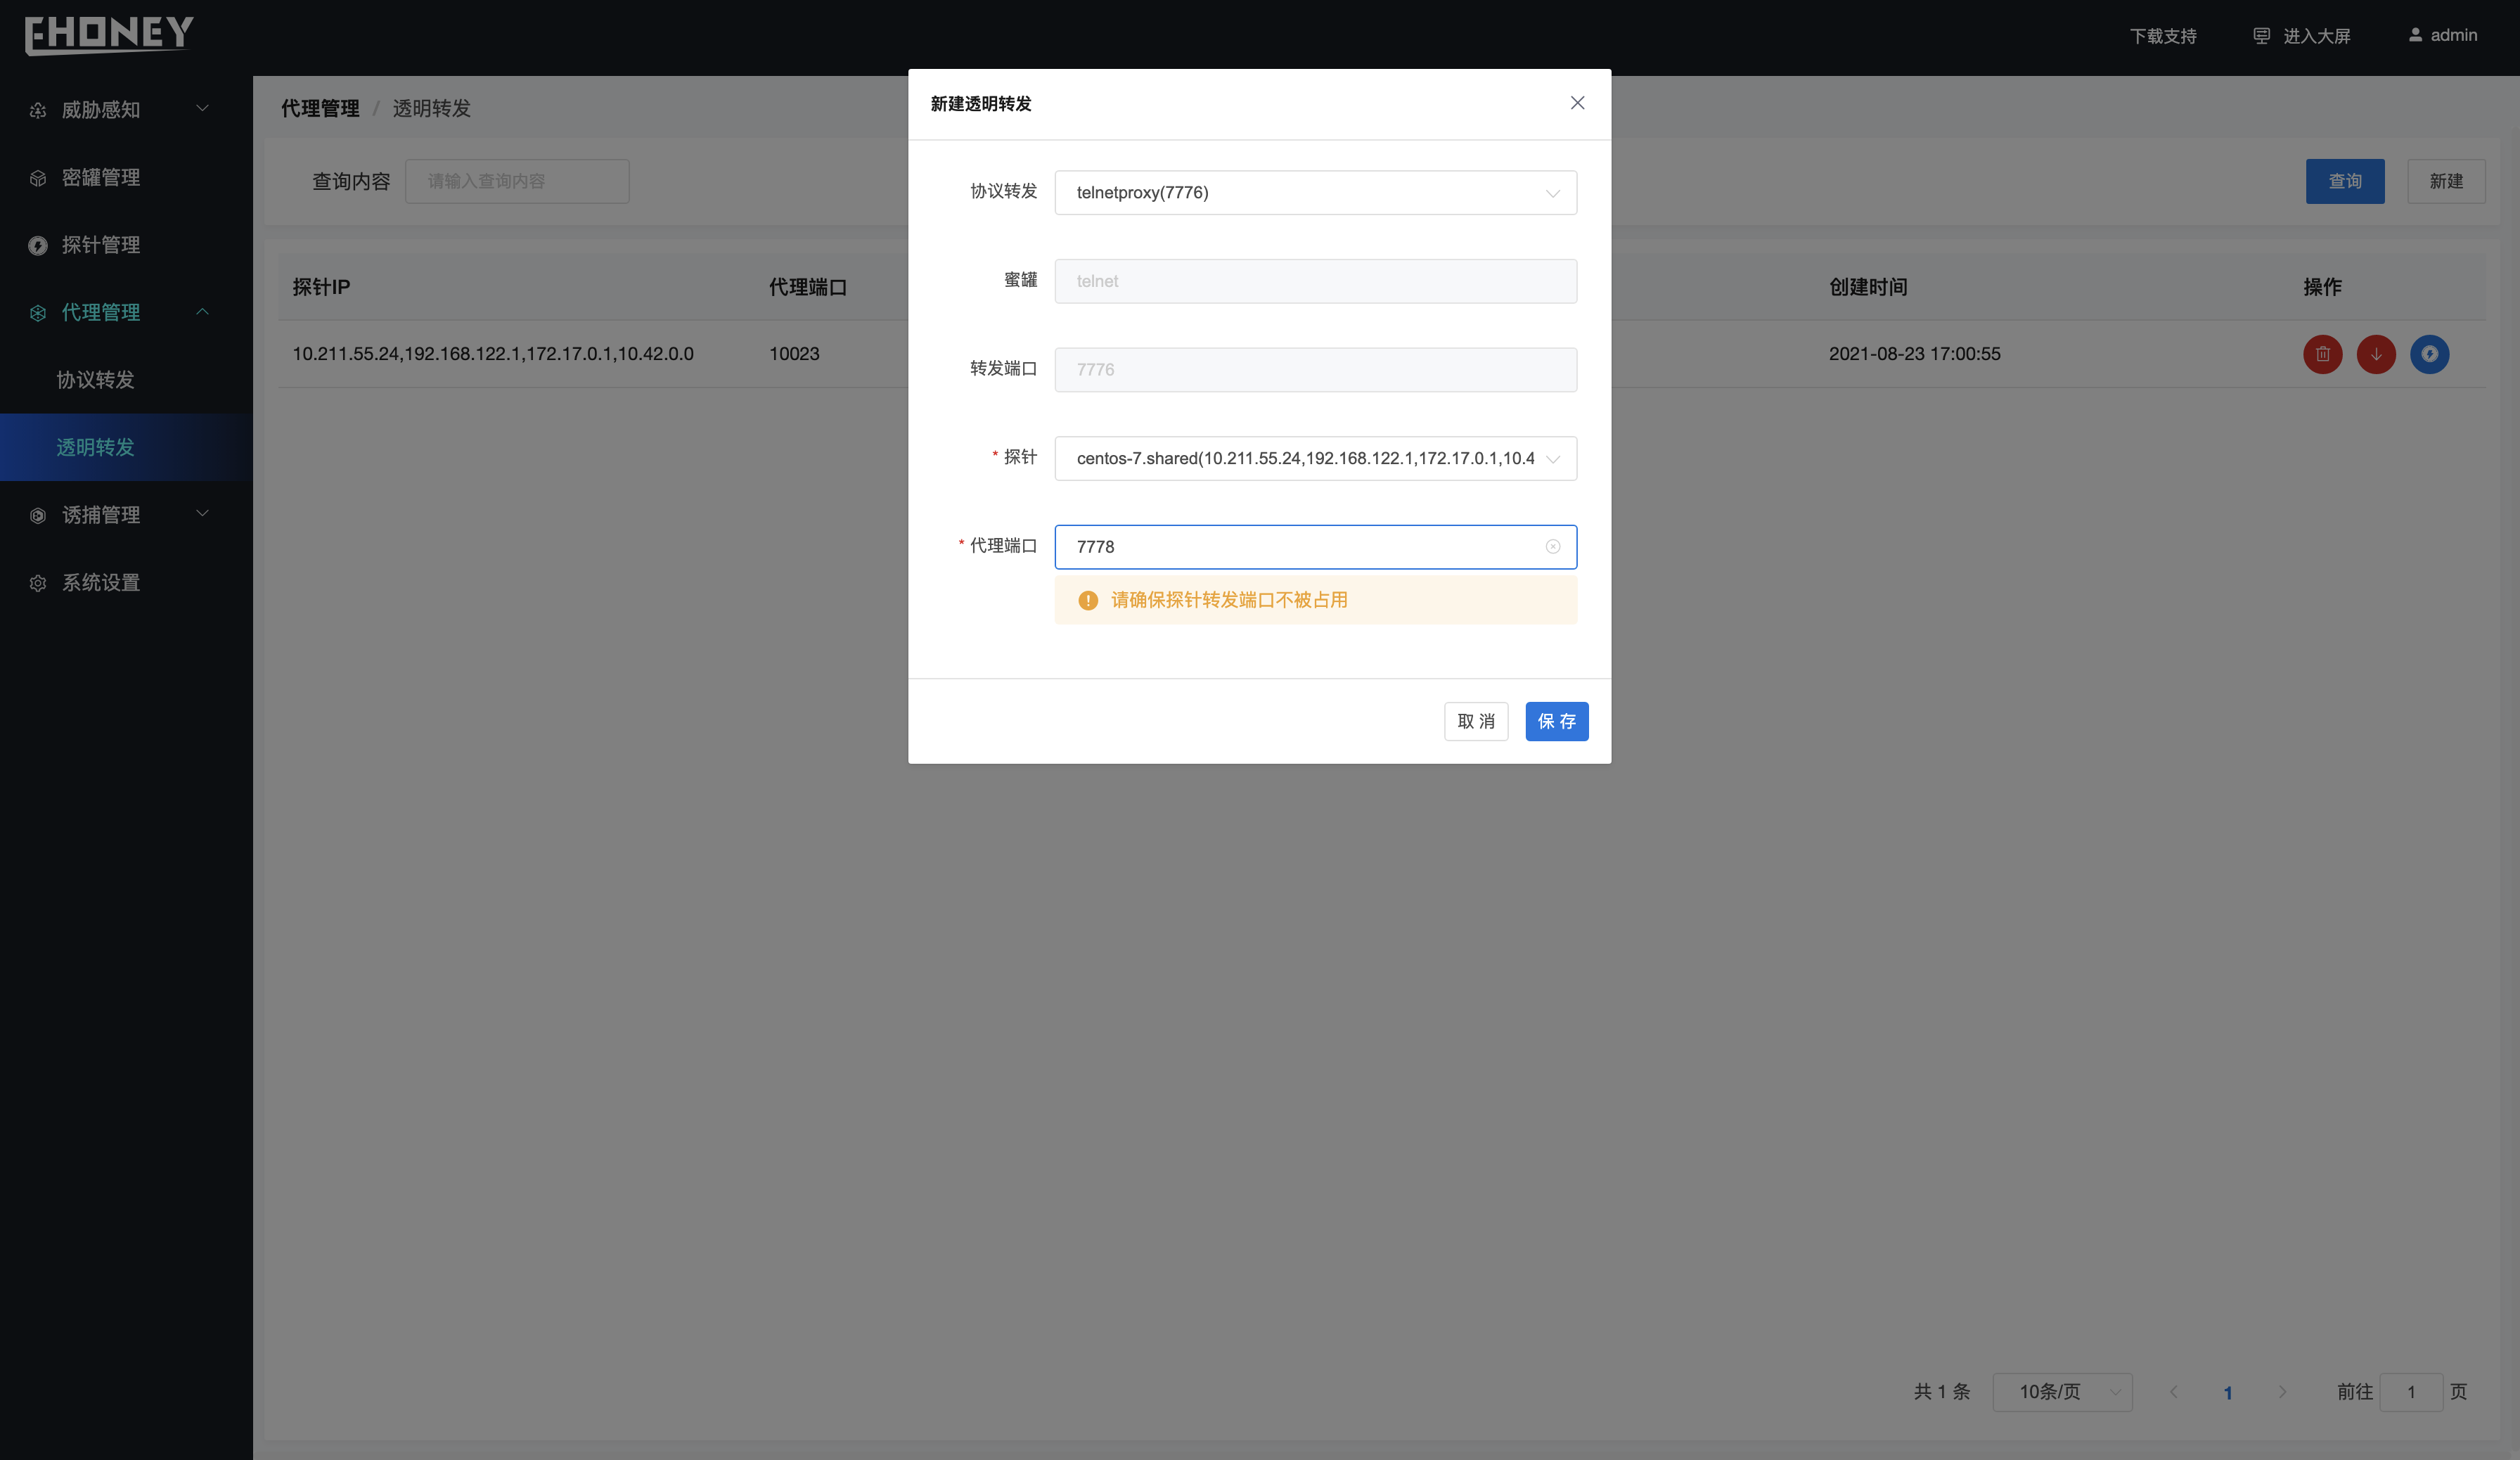 EHONEY
下载支持
进入大屏
admin
威胁感知
密罐管理
探针管理
代理管理
协议转发
透明转发
诱捕管理
系统设置
代理管理 / 透明转发
查询内容 请输入查询内容
查询
新建
探针IP 代理端口 创建时间 操作
10.211.55.24,192.168.122.1,172.17.0.1,10.42.0.0 10023 2021-08-23 17:00:55
新建透明转发
协议转发 telnetproxy(7776)
蜜罐 telnet
转发端口 7776
* 探针 centos-7.shared(10.211.55.24,192.168.122.1,172.17.0.1,10.4
* 代理端口 7778
请确保探针转发端口不被占用
取 消
保 存
共 1 条 10条/页 1 前往 1 页